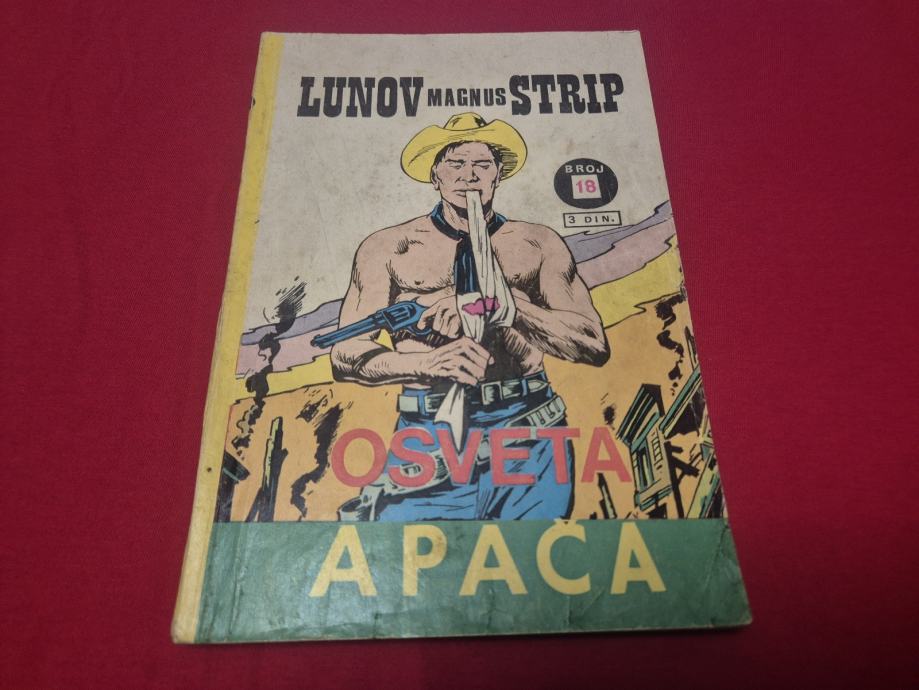 LUNOV MAGNUS STRIP
BROJ
18
3 DIN.
OSVETA
APAČA